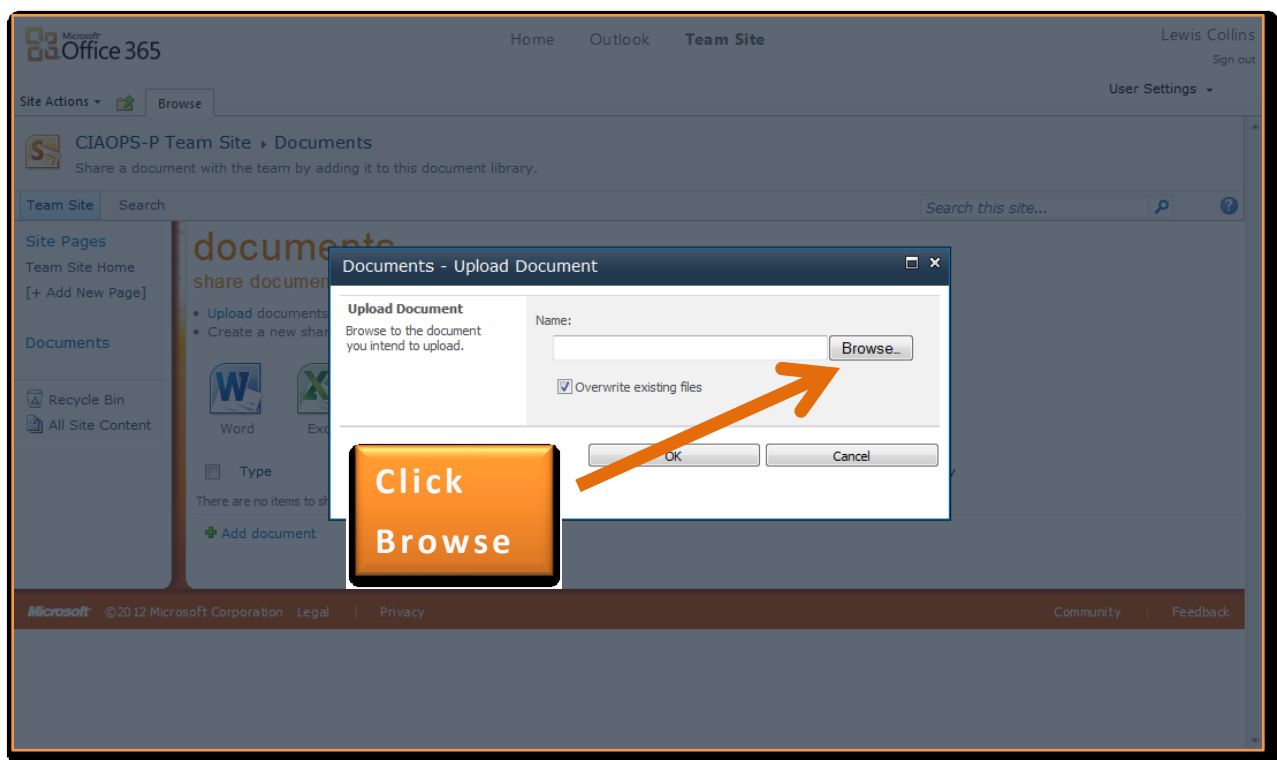 Microsoft
Office 365
Home Outlook Team Site
Lewis Collins
Sign out
User Settings
Site Actions
Browse
CIAOPS-P Team Site Documents
Share a document with the team by adding it to this document library.
Team Site Search
Search this site...
Site Pages
Team Site Home
[+ Add New Page]
Documents
Recycle Bin
All Site Content
documents
share
Upload documents
Create a new
Word
Type
There are no items to
Add document
Documents - Upload Document
Upload Document
Browse to the document
you intend to upload.
Name:
Browse...
Overwrite existing files
OK Cancel
Click
Browse
Microsoft ©2012 Microsoft Corporation Legal | Privacy
Community | Feedback